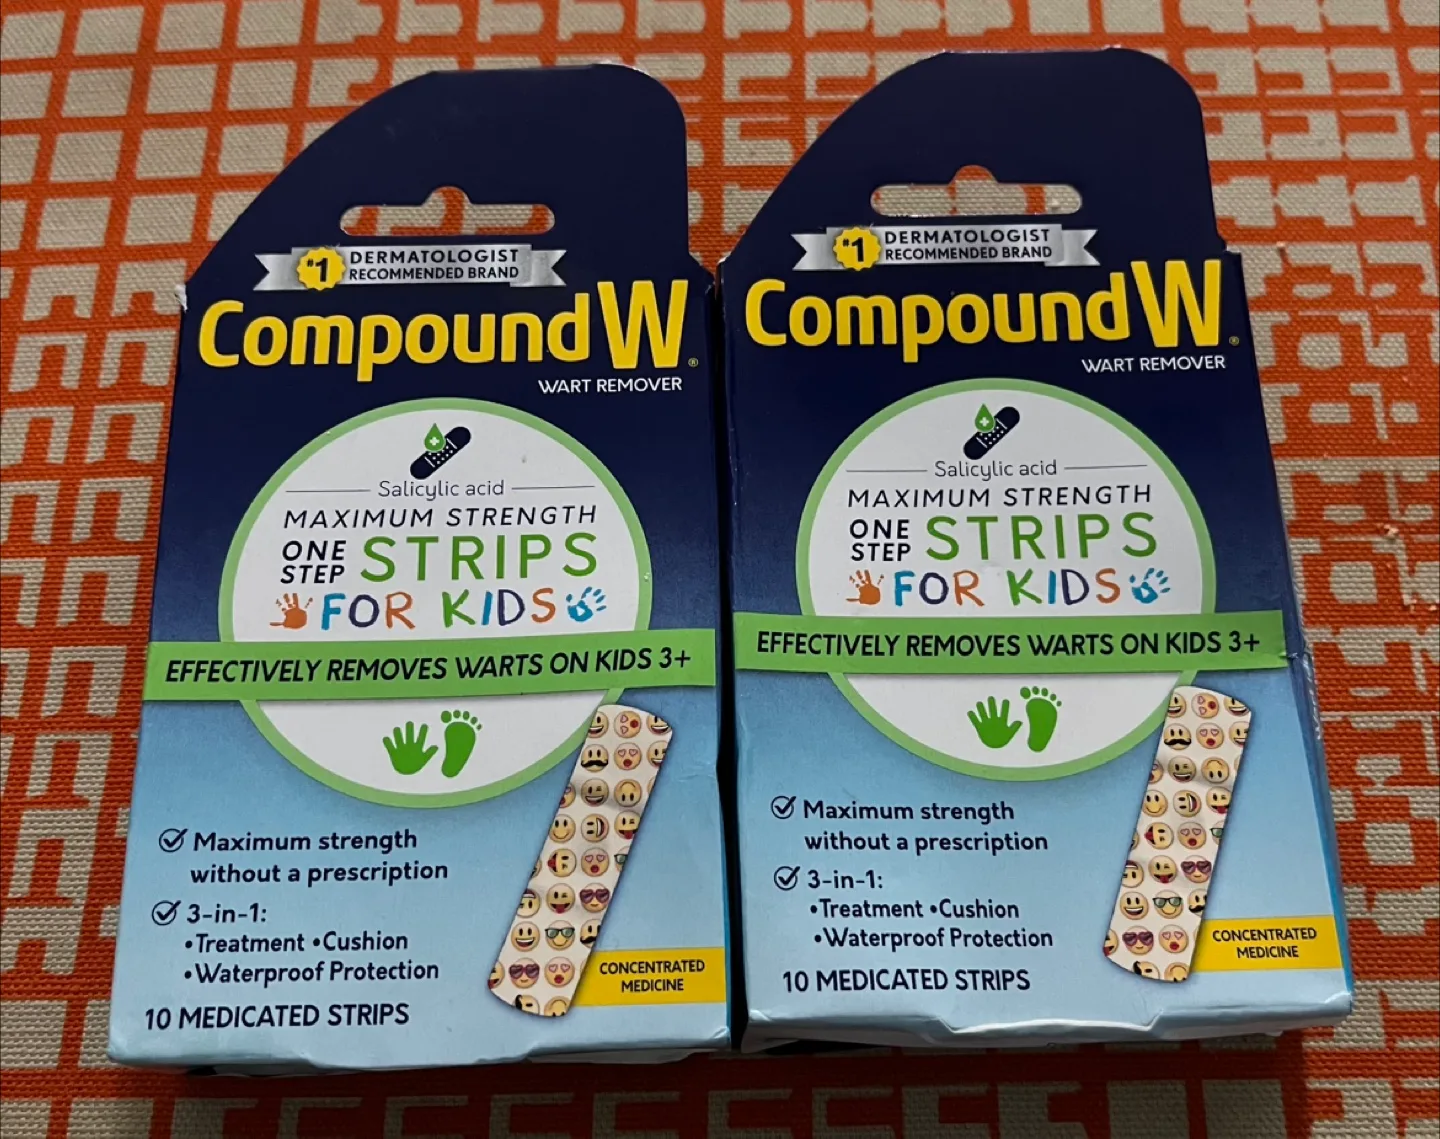 #1 DERMATOLOGIST
RECOMMENDED BRAND
Compound W®
WART REMOVER
Salicylic acid
MAXIMUM STRENGTH
ONE STEP STRIPS
FOR KIDS
EFFECTIVELY REMOVES WARTS ON KIDS 3+
Maximum strength
without a prescription
3-in-1:
•Treatment •Cushion
•Waterproof Protection
10 MEDICATED STRIPS
CONCENTRATED
MEDICINE
#1 DERMATOLOGIST
RECOMMENDED BRAND
Compound W®
WART REMOVER
Salicylic acid
MAXIMUM STRENGTH
ONE STEP STRIPS
FOR KIDS
EFFECTIVELY REMOVES WARTS ON KIDS 3+
Maximum strength
without a prescription
3-in-1:
•Treatment •Cushion
•Waterproof Protection
10 MEDICATED STRIPS
CONCENTRATED
MEDICINE